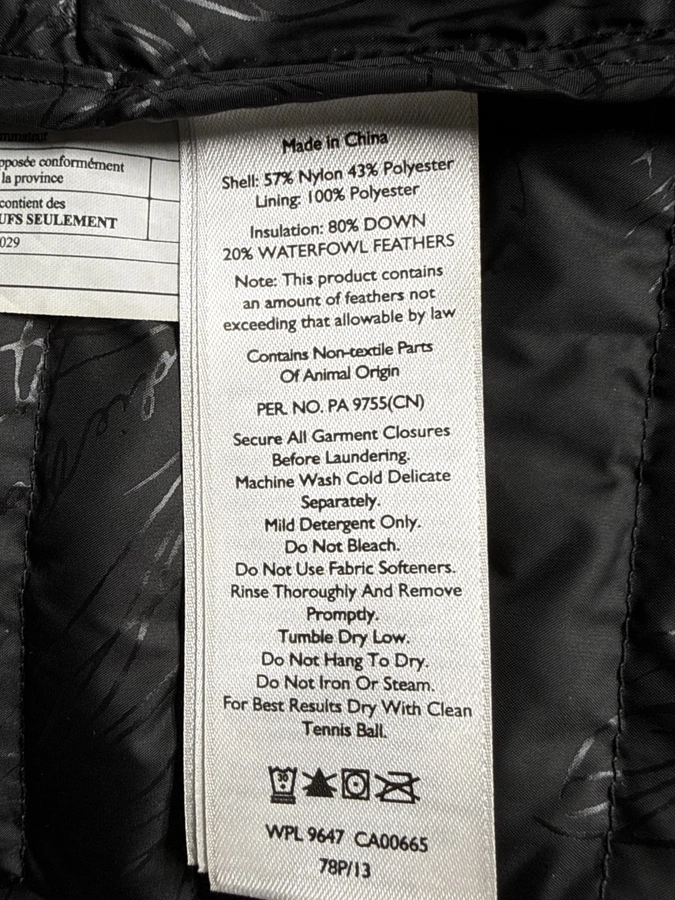 pposée conformément
la province
contient des
UFS SEULEMENT
029
Made in China
Shell: 57% Nylon 43% Polyester
Lining: 100% Polyester
Insulation: 80% DOWN
20% WATERFOWL FEATHERS
Note: This product contains
an amount of feathers not
exceeding that allowable by law
Contains Non-textile Parts
Of Animal Origin
PER. NO. PA 9755(CN)
Secure All Garment Closures
Before Laundering.
Machine Wash Cold Delicate
Separately.
Mild Detergent Only.
Do Not Bleach.
Do Not Use Fabric Softeners.
Rinse Thoroughly And Remove
Promptly.
Tumble Dry Low.
Do Not Hang To Dry.
Do Not Iron Or Steam.
For Best Results Dry With Clean
Tennis Ball.
30
WPL 9647 CA00665
78P/13